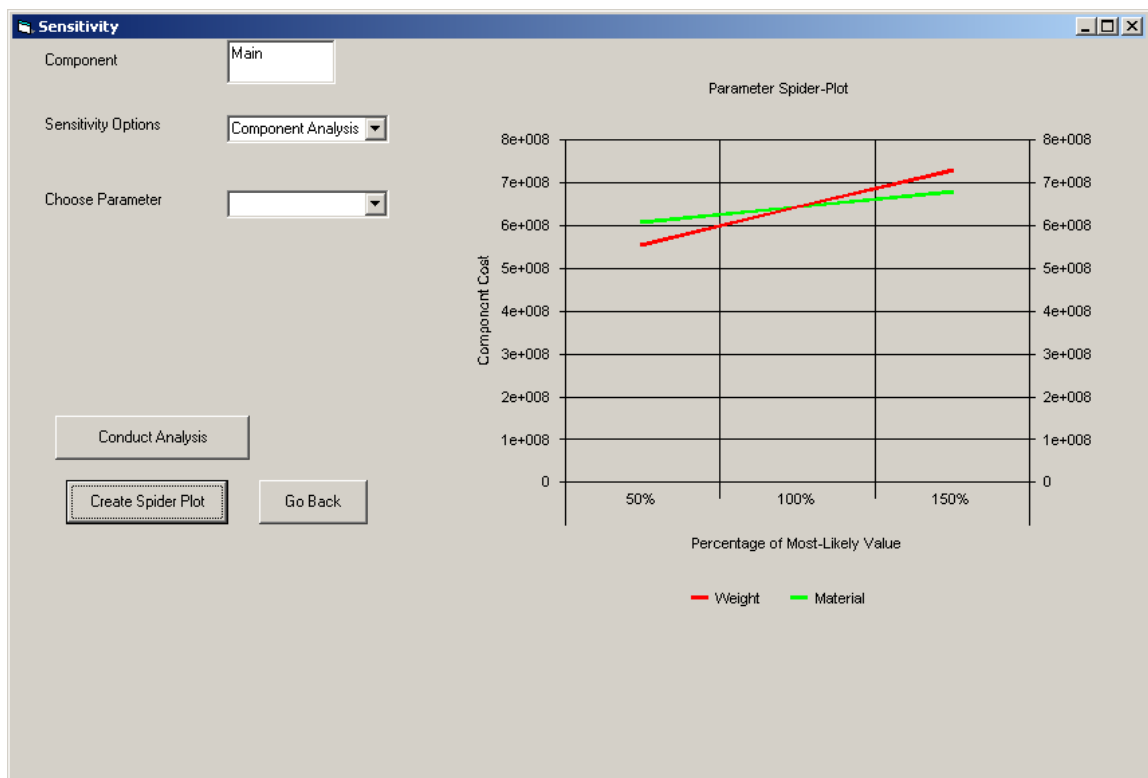 Sensitivity
Component
Main
Sensitivity Options
Component Analysis
Choose Parameter
Conduct Analysis
Create Spider Plot
Go Back
Parameter Spider-Plot
Component Cost
8e+008
8e+008
7e+008
7e+008
6e+008
6e+008
5e+008
5e+008
4e+008
4e+008
3e+008
3e+008
2e+008
2e+008
1e+008
1e+008
0
0
50% 100% 150%
Percentage of Most-Likely Value
Weight Material